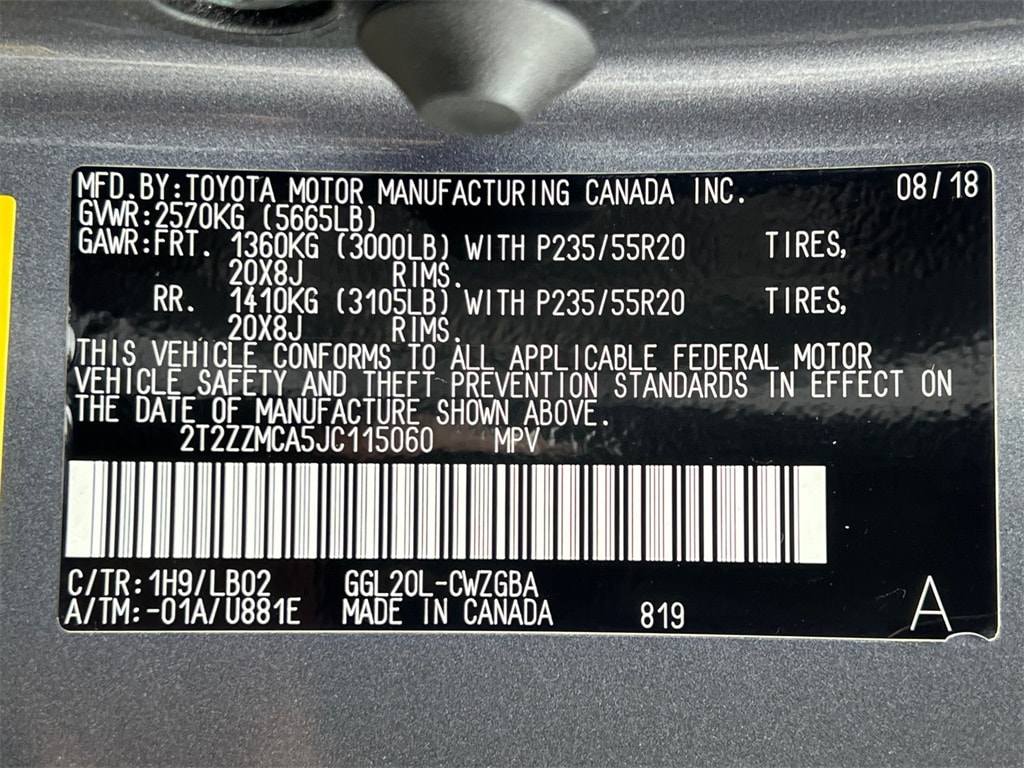 MFD.BY:TOYOTA MOTOR MANUFACTURING CANADA INC. 08/18
GVWR:2570KG (5665LB)
GAWR:FRT. 1360KG (3000LB) WITH P235/55R20 TIRES,
20X8J RIMS.
RR. 1410KG (3105LB) WITH P235/55R20 TIRES,
20X8J RIMS.
THIS VEHICLE CONFORMS TO ALL APPLICABLE FEDERAL MOTOR
VEHICLE SAFETY AND THEFT PREVENTION STANDARDS IN EFFECT ON
THE DATE OF MANUFACTURE SHOWN ABOVE.
2T2ZZMCA5JC115060 MPV
C/TR:1H9/LB02 GGL20L-CWZGBA
A/TM:-01A/U881E MADE IN CANADA 819 A